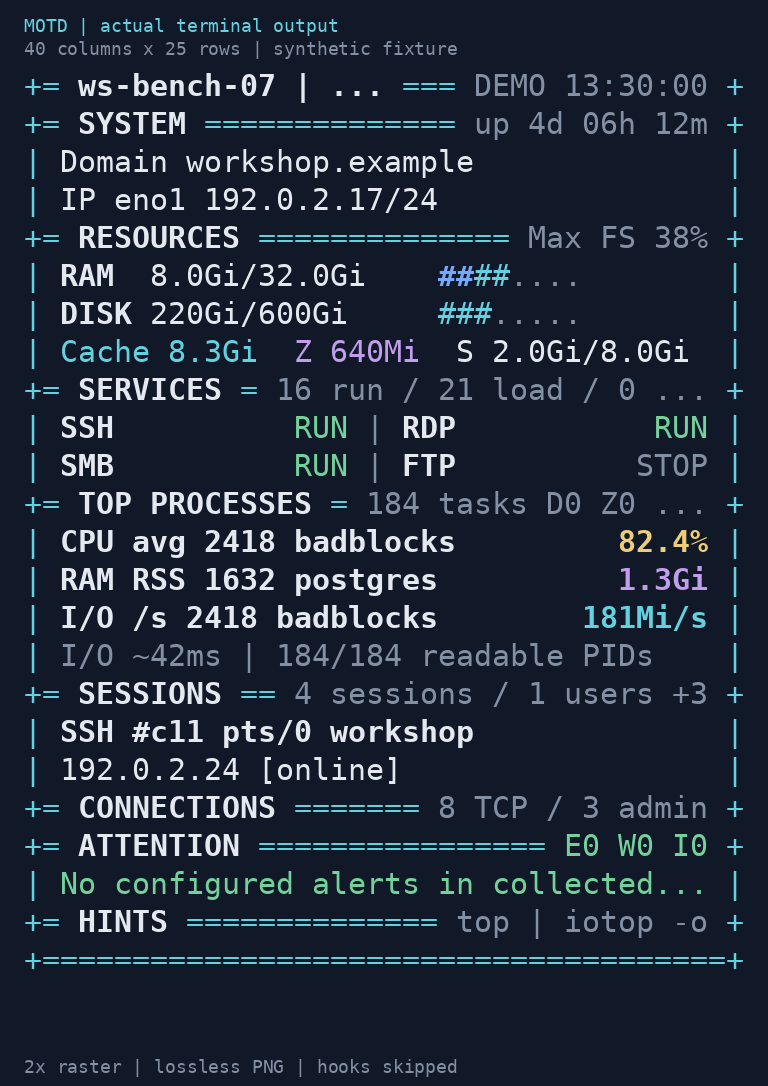 MOTD | actual terminal output
40 columns x 25 rows | synthetic fixture
+= ws-bench-07 | ... === DEMO 13:30:00 +
+= SYSTEM ============== up 4d 06h 12m +
| Domain workshop.example              |
| IP eno1 192.0.2.17/24                |
+= RESOURCES ============== Max FS 38% +
| RAM  8.0Gi/32.0Gi    ####....        |
| DISK 220Gi/600Gi     ###.....        |
| Cache 8.3Gi  Z 640Mi  S 2.0Gi/8.0Gi  |
+= SERVICES = 16 run / 21 load / 0 ... +
| SSH          RUN | RDP           RUN |
| SMB          RUN | FTP          STOP |
+= TOP PROCESSES = 184 tasks D0 Z0 ... +
| CPU avg 2418 badblocks         82.4% |
| RAM RSS 1632 postgres          1.3Gi |
| I/O /s 2418 badblocks        181Mi/s |
| I/O ~42ms | 184/184 readable PIDs    |
+= SESSIONS == 4 sessions / 1 users +3 +
| SSH #c11 pts/0 workshop              |
| 192.0.2.24 [online]                  |
+= CONNECTIONS ======= 8 TCP / 3 admin +
+= ATTENTION ================ E0 W0 I0 +
| No configured alerts in collected... |
+= HINTS ============== top | iotop -o +
+======================================+
2x raster | lossless PNG | hooks skipped